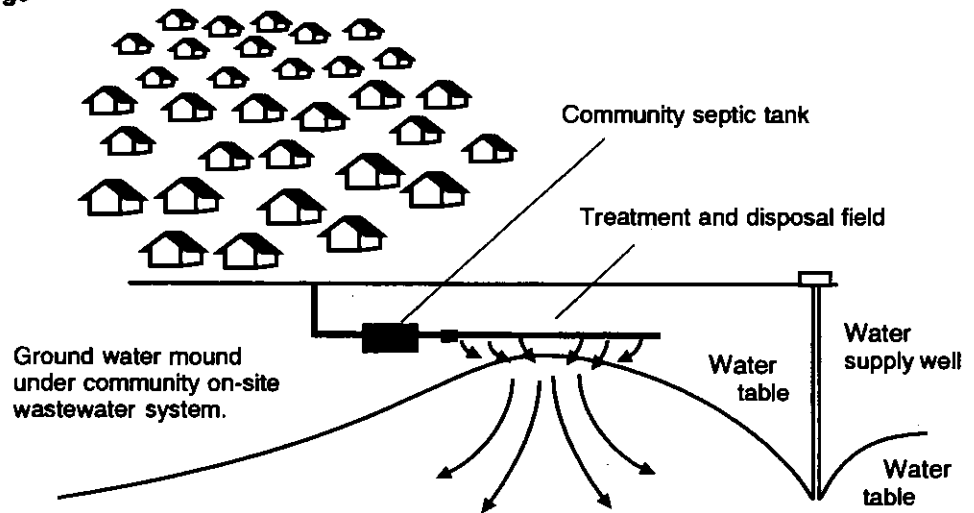 Community septic tank
Treatment and disposal field
Ground water mound
under community on-site
wastewater system.
Water
table
Water
supply well
Water
table